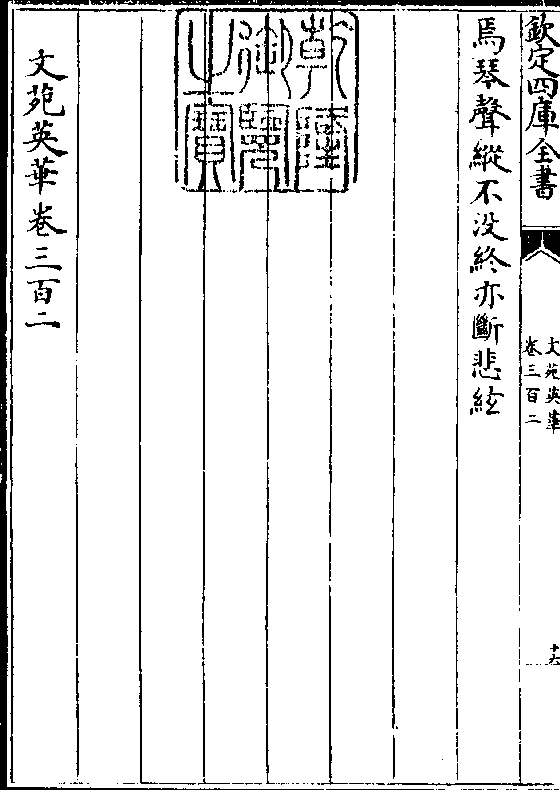 欽定四庫全書
文苑英華
卷三百二
十六
焉琴聲縱不没終亦斷悲絃
乾隆御覽之寶
文苑英華卷三百二